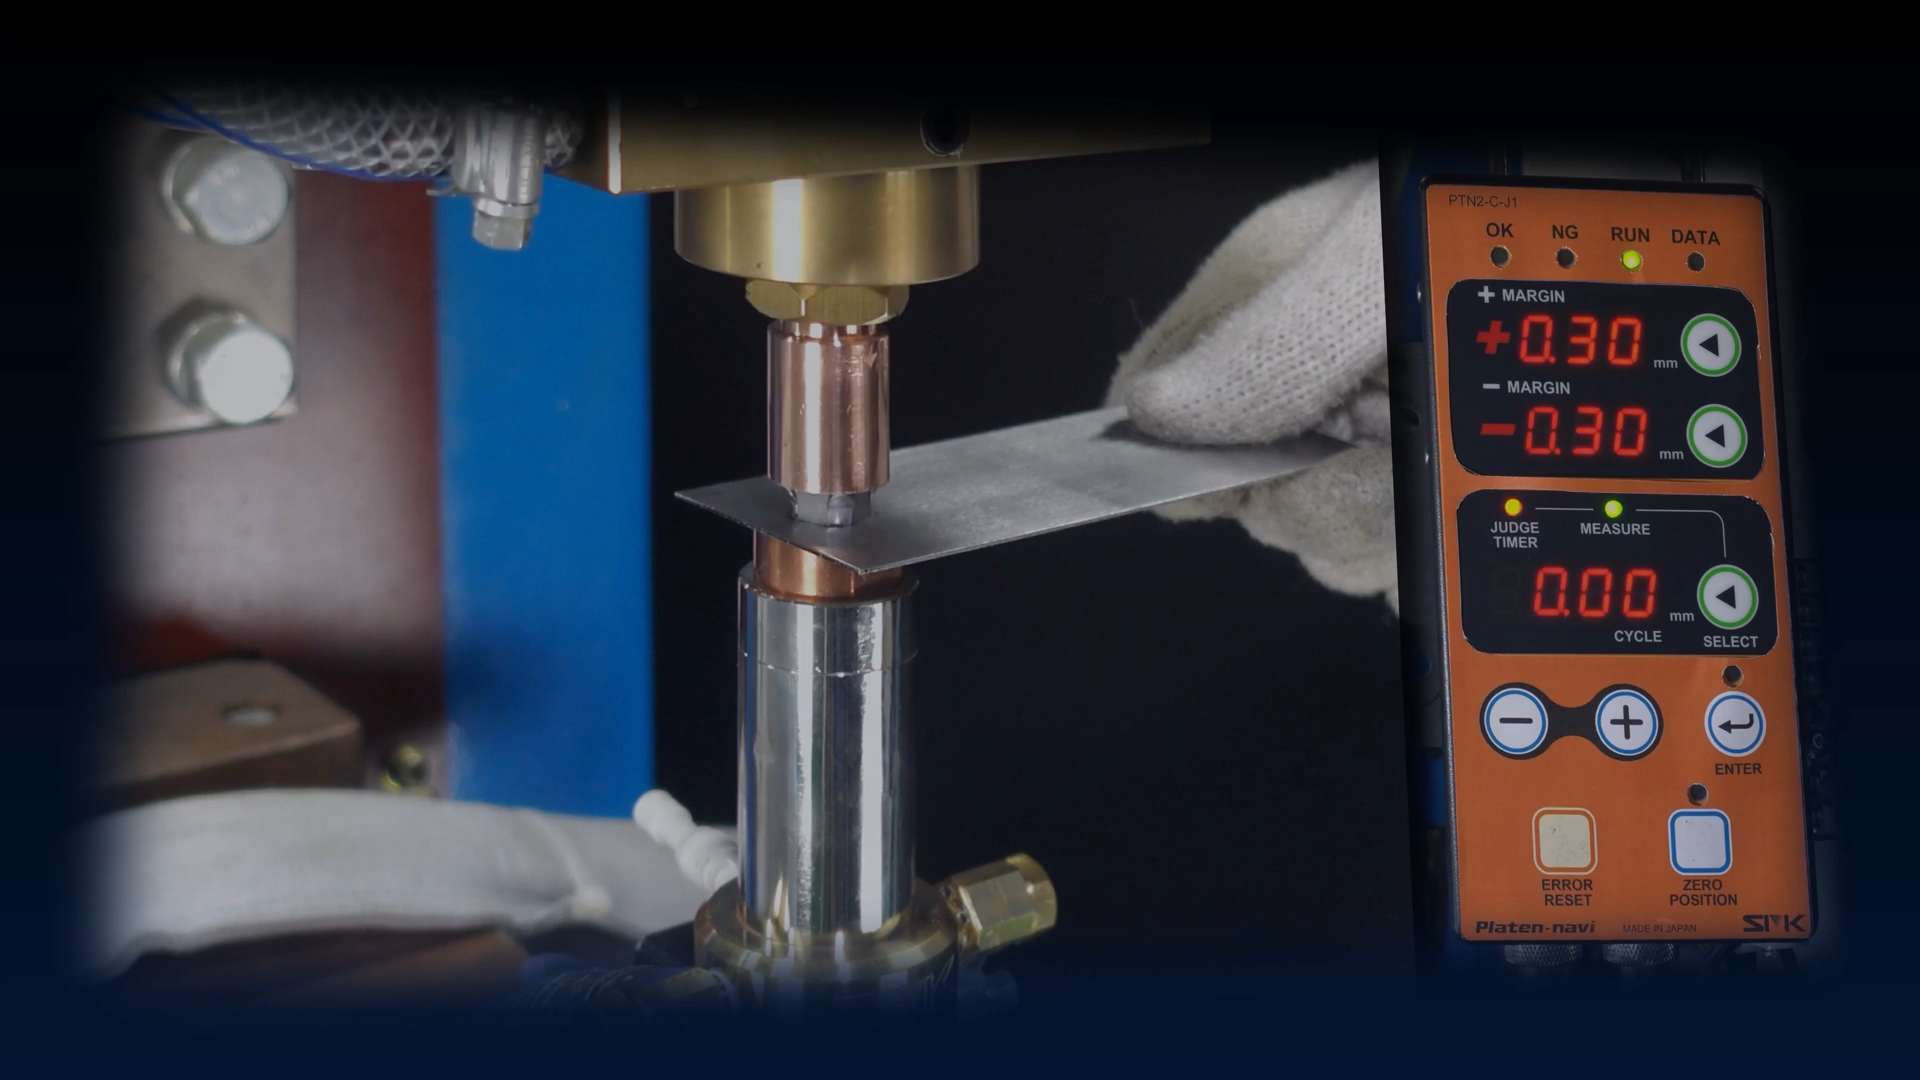 PTN2-C-J1
OK NG RUN DATA
+ MARGIN
+0.30 mm
− MARGIN
-0.30 mm
JUDGE TIMER MEASURE
0.00 mm
CYCLE SELECT
− +
ENTER
ERROR RESET
ZERO POSITION
Platen-navi MADE IN JAPAN SMK